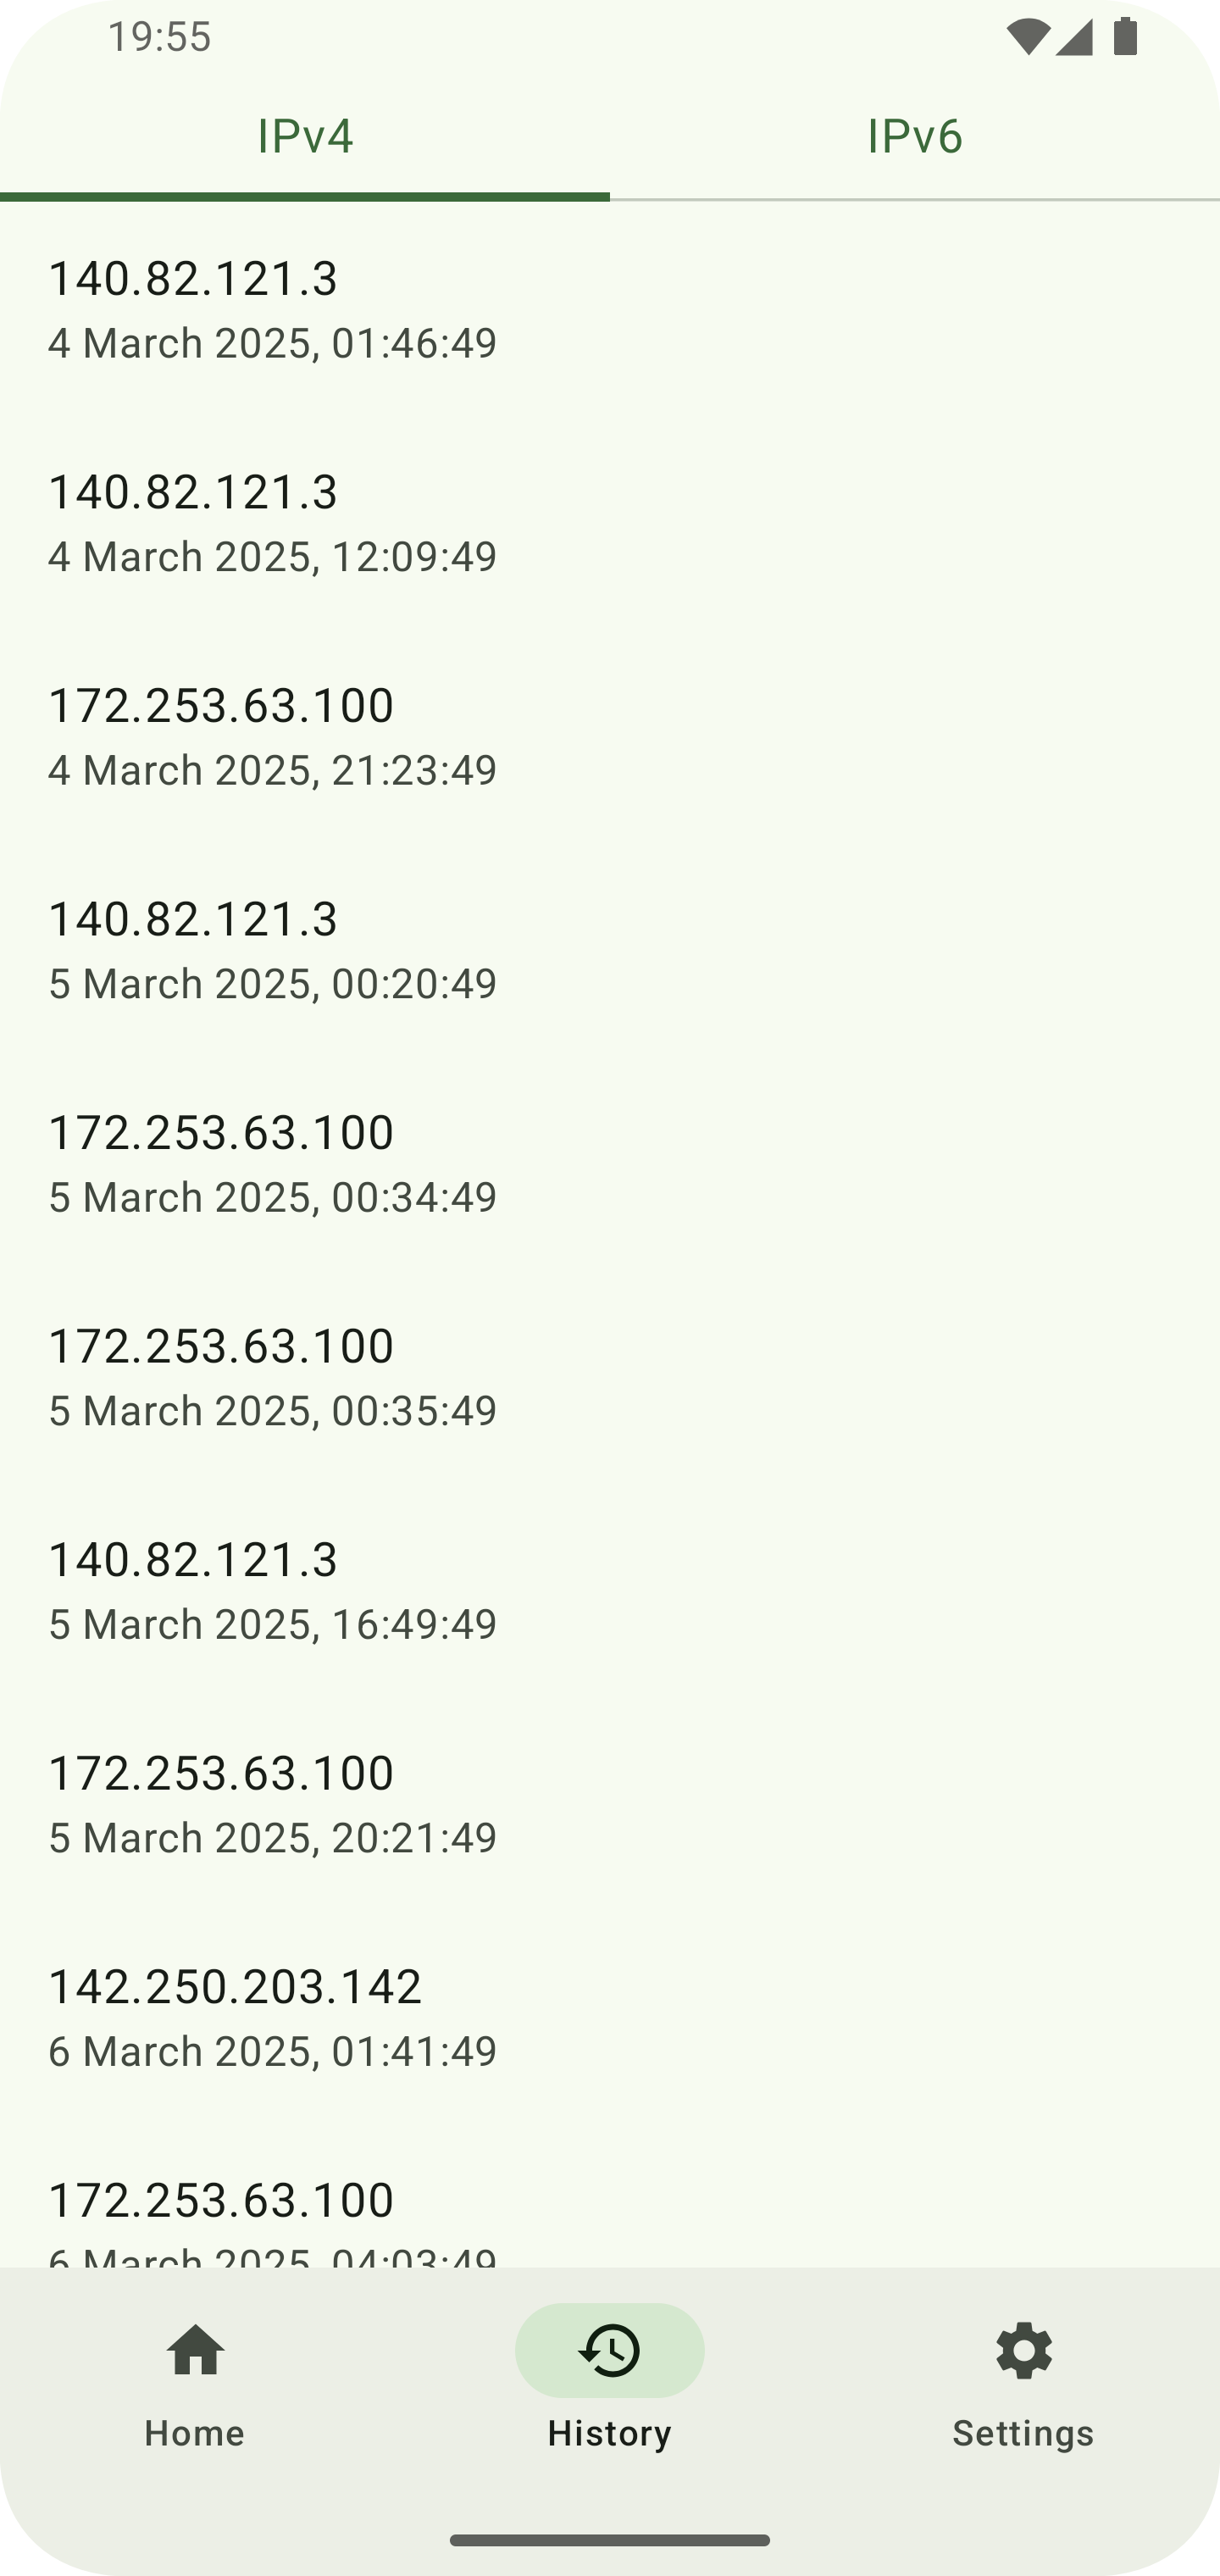 19:55
IPv4 IPv6
140.82.121.3
4 March 2025, 01:46:49
140.82.121.3
4 March 2025, 12:09:49
172.253.63.100
4 March 2025, 21:23:49
140.82.121.3
5 March 2025, 00:20:49
172.253.63.100
5 March 2025, 00:34:49
172.253.63.100
5 March 2025, 00:35:49
140.82.121.3
5 March 2025, 16:49:49
172.253.63.100
5 March 2025, 20:21:49
142.250.203.142
6 March 2025, 01:41:49
172.253.63.100
6 March 2025, 04:03:49
Home History Settings